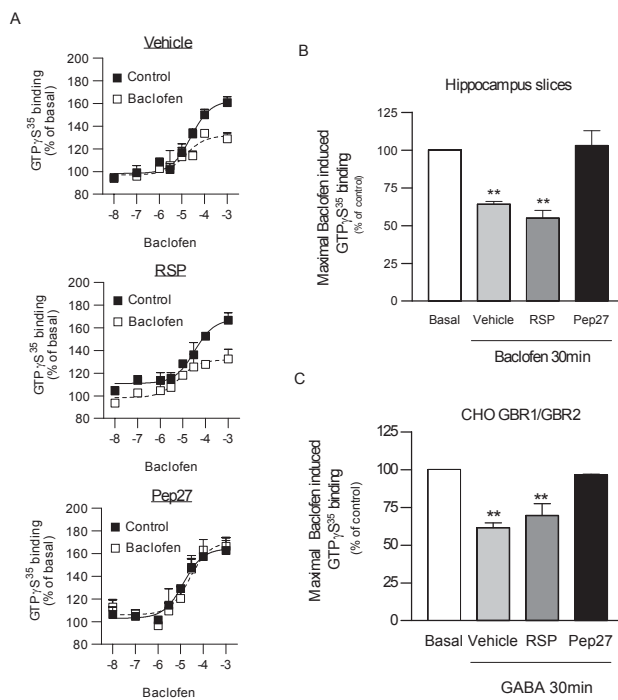 A
Vehicle
Control
Baclofen
GTPγS³⁵ binding
(% of basal)
160
140
120
100
80
-8 -7 -6 -5 -4 -3
Baclofen
RSP
Control
Baclofen
GTPγS³⁵ binding
(% of basal)
180
160
140
120
100
80
-8 -7 -6 -5 -4 -3
Baclofen
Pep27
Control
Baclofen
GTPγS³⁵ binding
(% of basal)
180
160
140
120
100
80
-8 -7 -6 -5 -4 -3
Baclofen
B
Hippocampus slices
Maximal Baclofen induced
GTPγS³⁵ binding
(% of control)
125
100
75
50
25
0
** **
Basal Vehicle RSP Pep27
Baclofen 30min
C
CHO GBR1/GBR2
Maximal Baclofen induced
GTPγS³⁵ binding
(% of control)
125
100
75
50
25
0
** **
Basal Vehicle RSP Pep27
GABA 30min